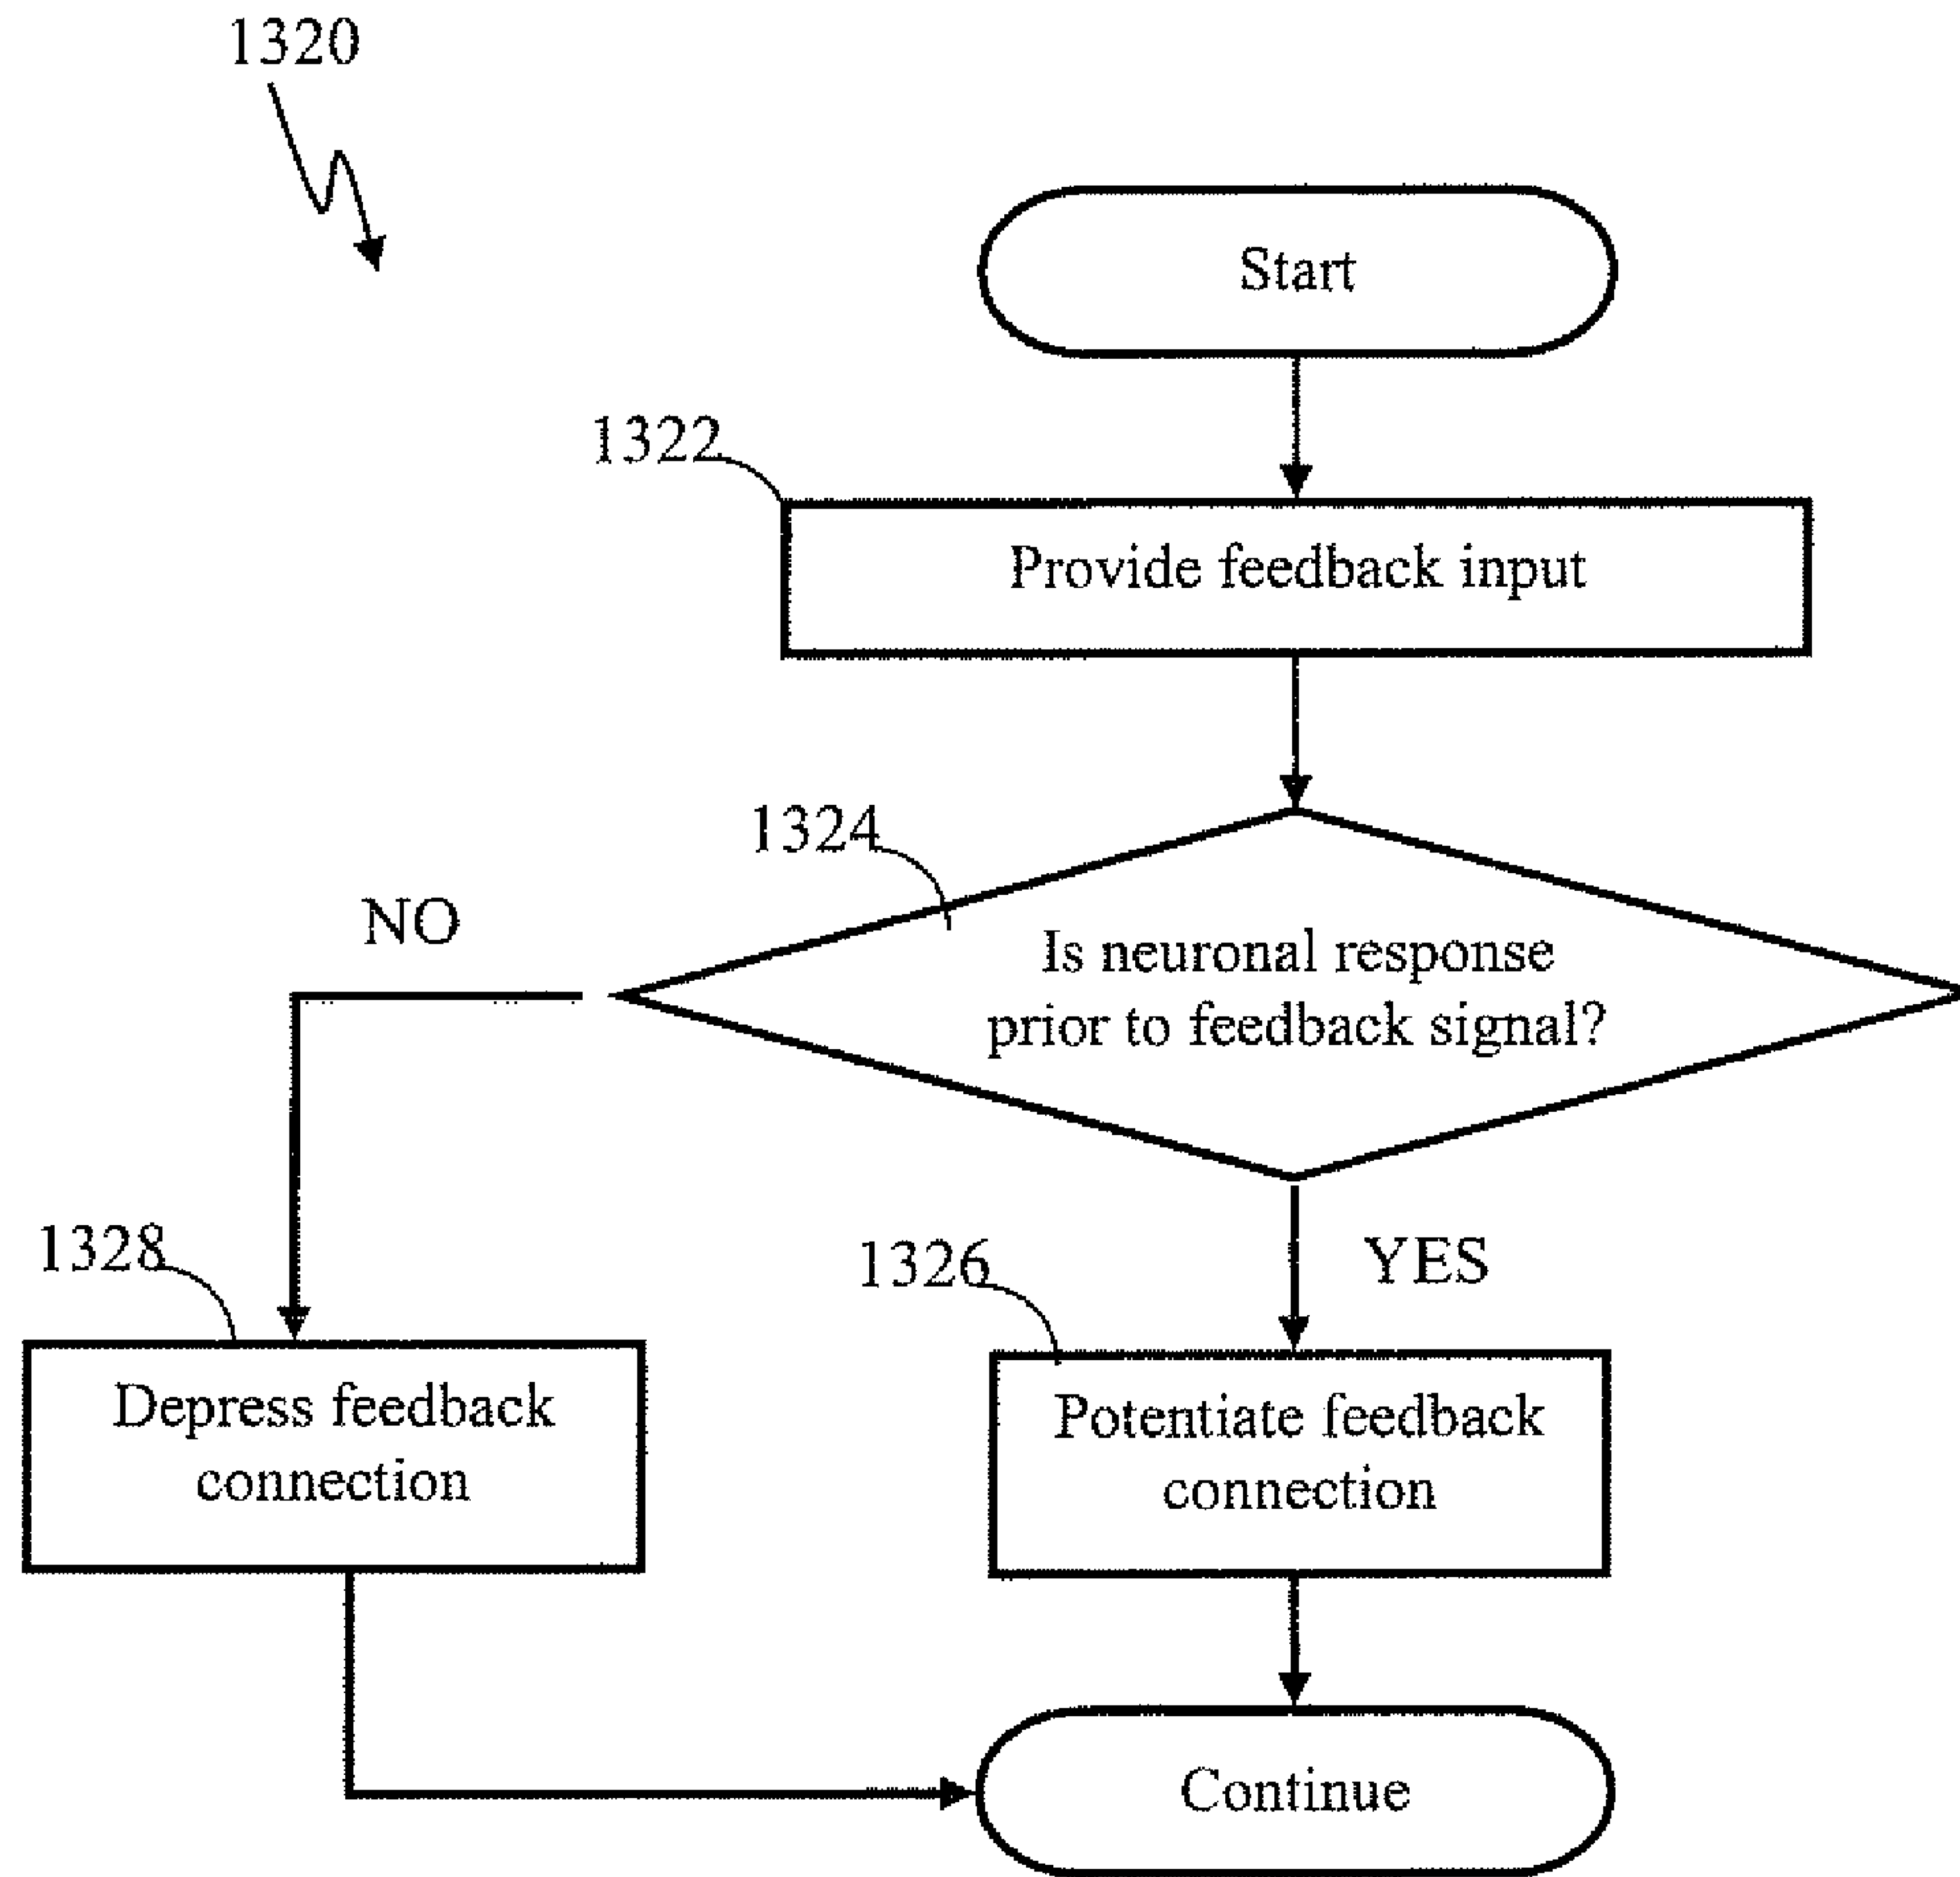 1320
Start
1322
Provide feedback input
1324
NO
Is neuronal response
prior to feedback signal?
1328
1326
YES
Depress feedback
connection
Potentiate feedback
connection
Continue